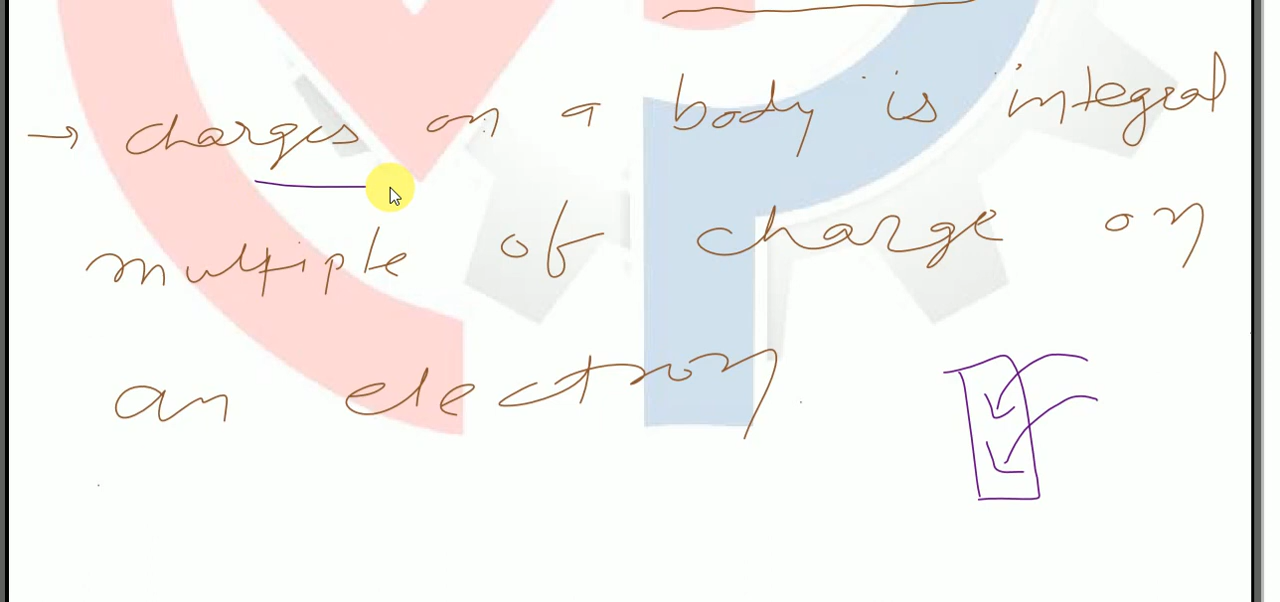 → charges on a body is integral
multiple of charge on
an electron